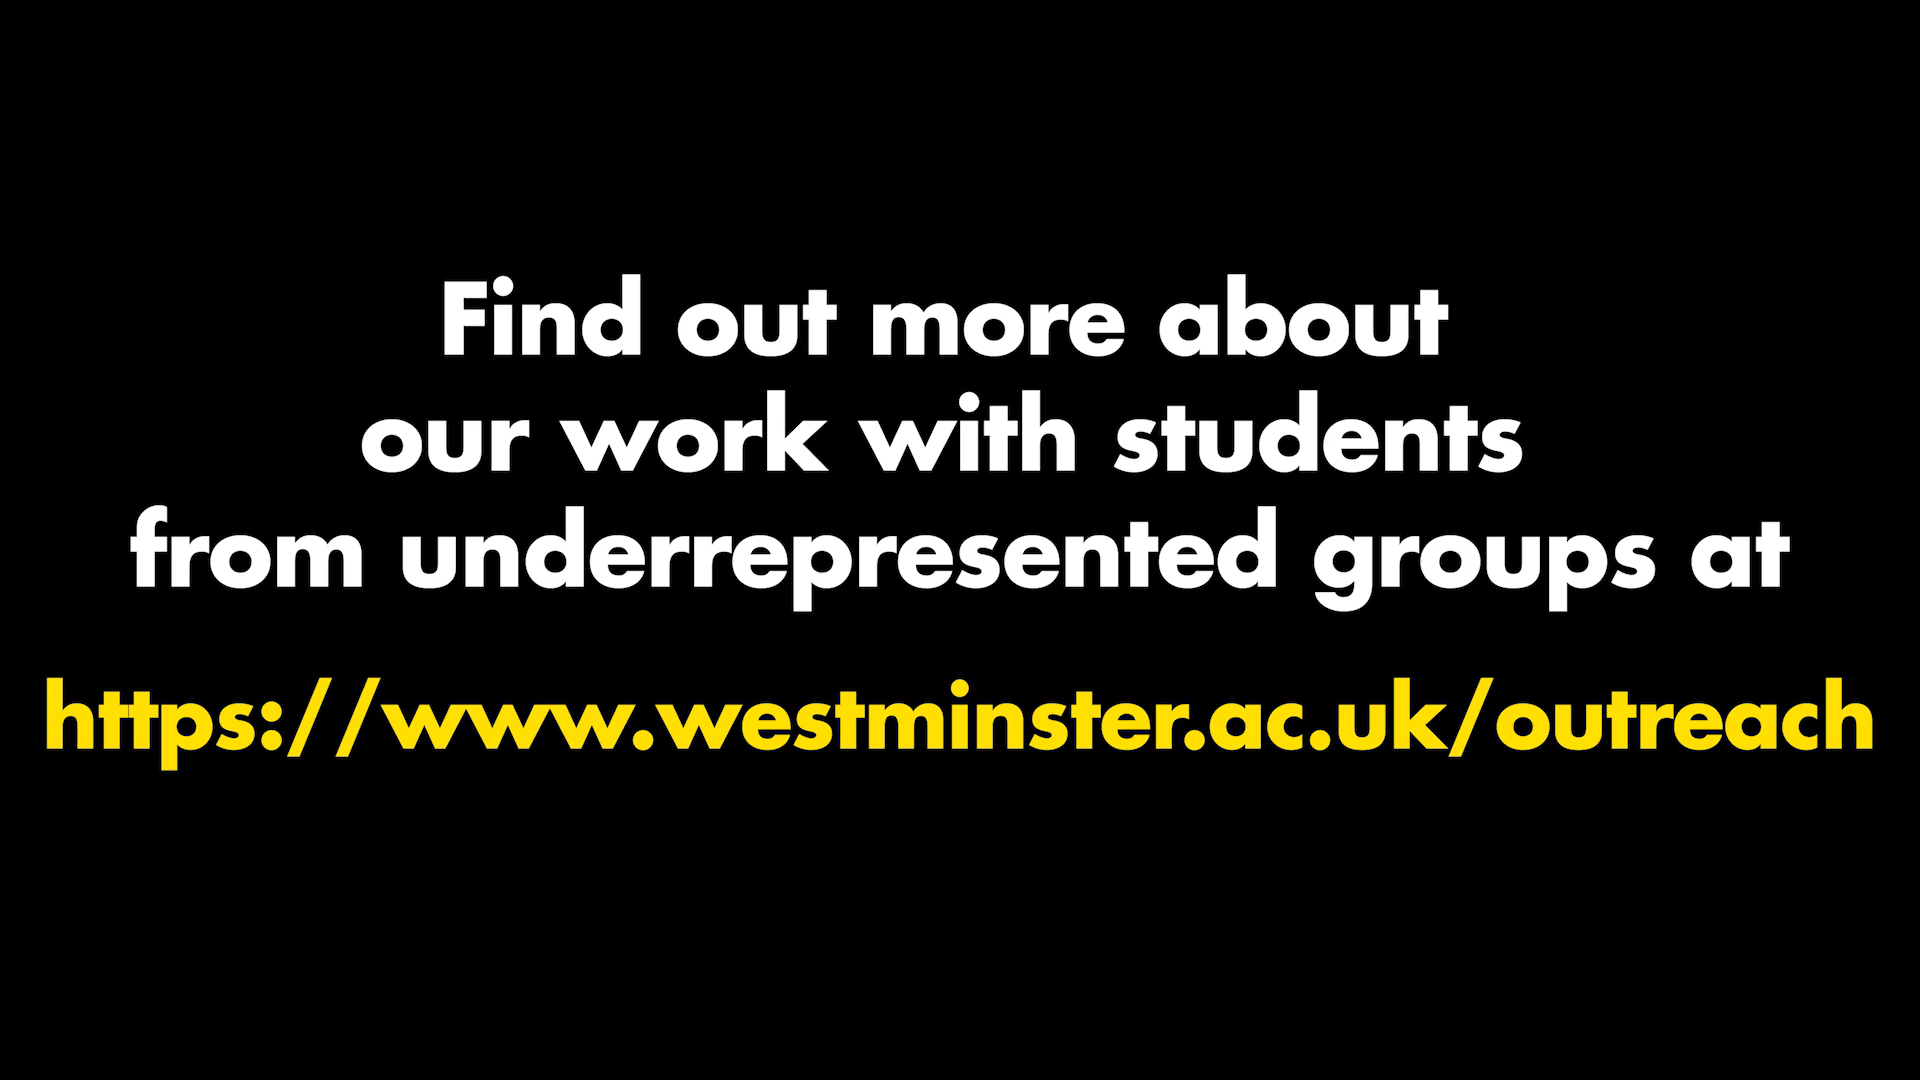 Find out more about
our work with students
from underrepresented groups at
https://www.westminster.ac.uk/outreach